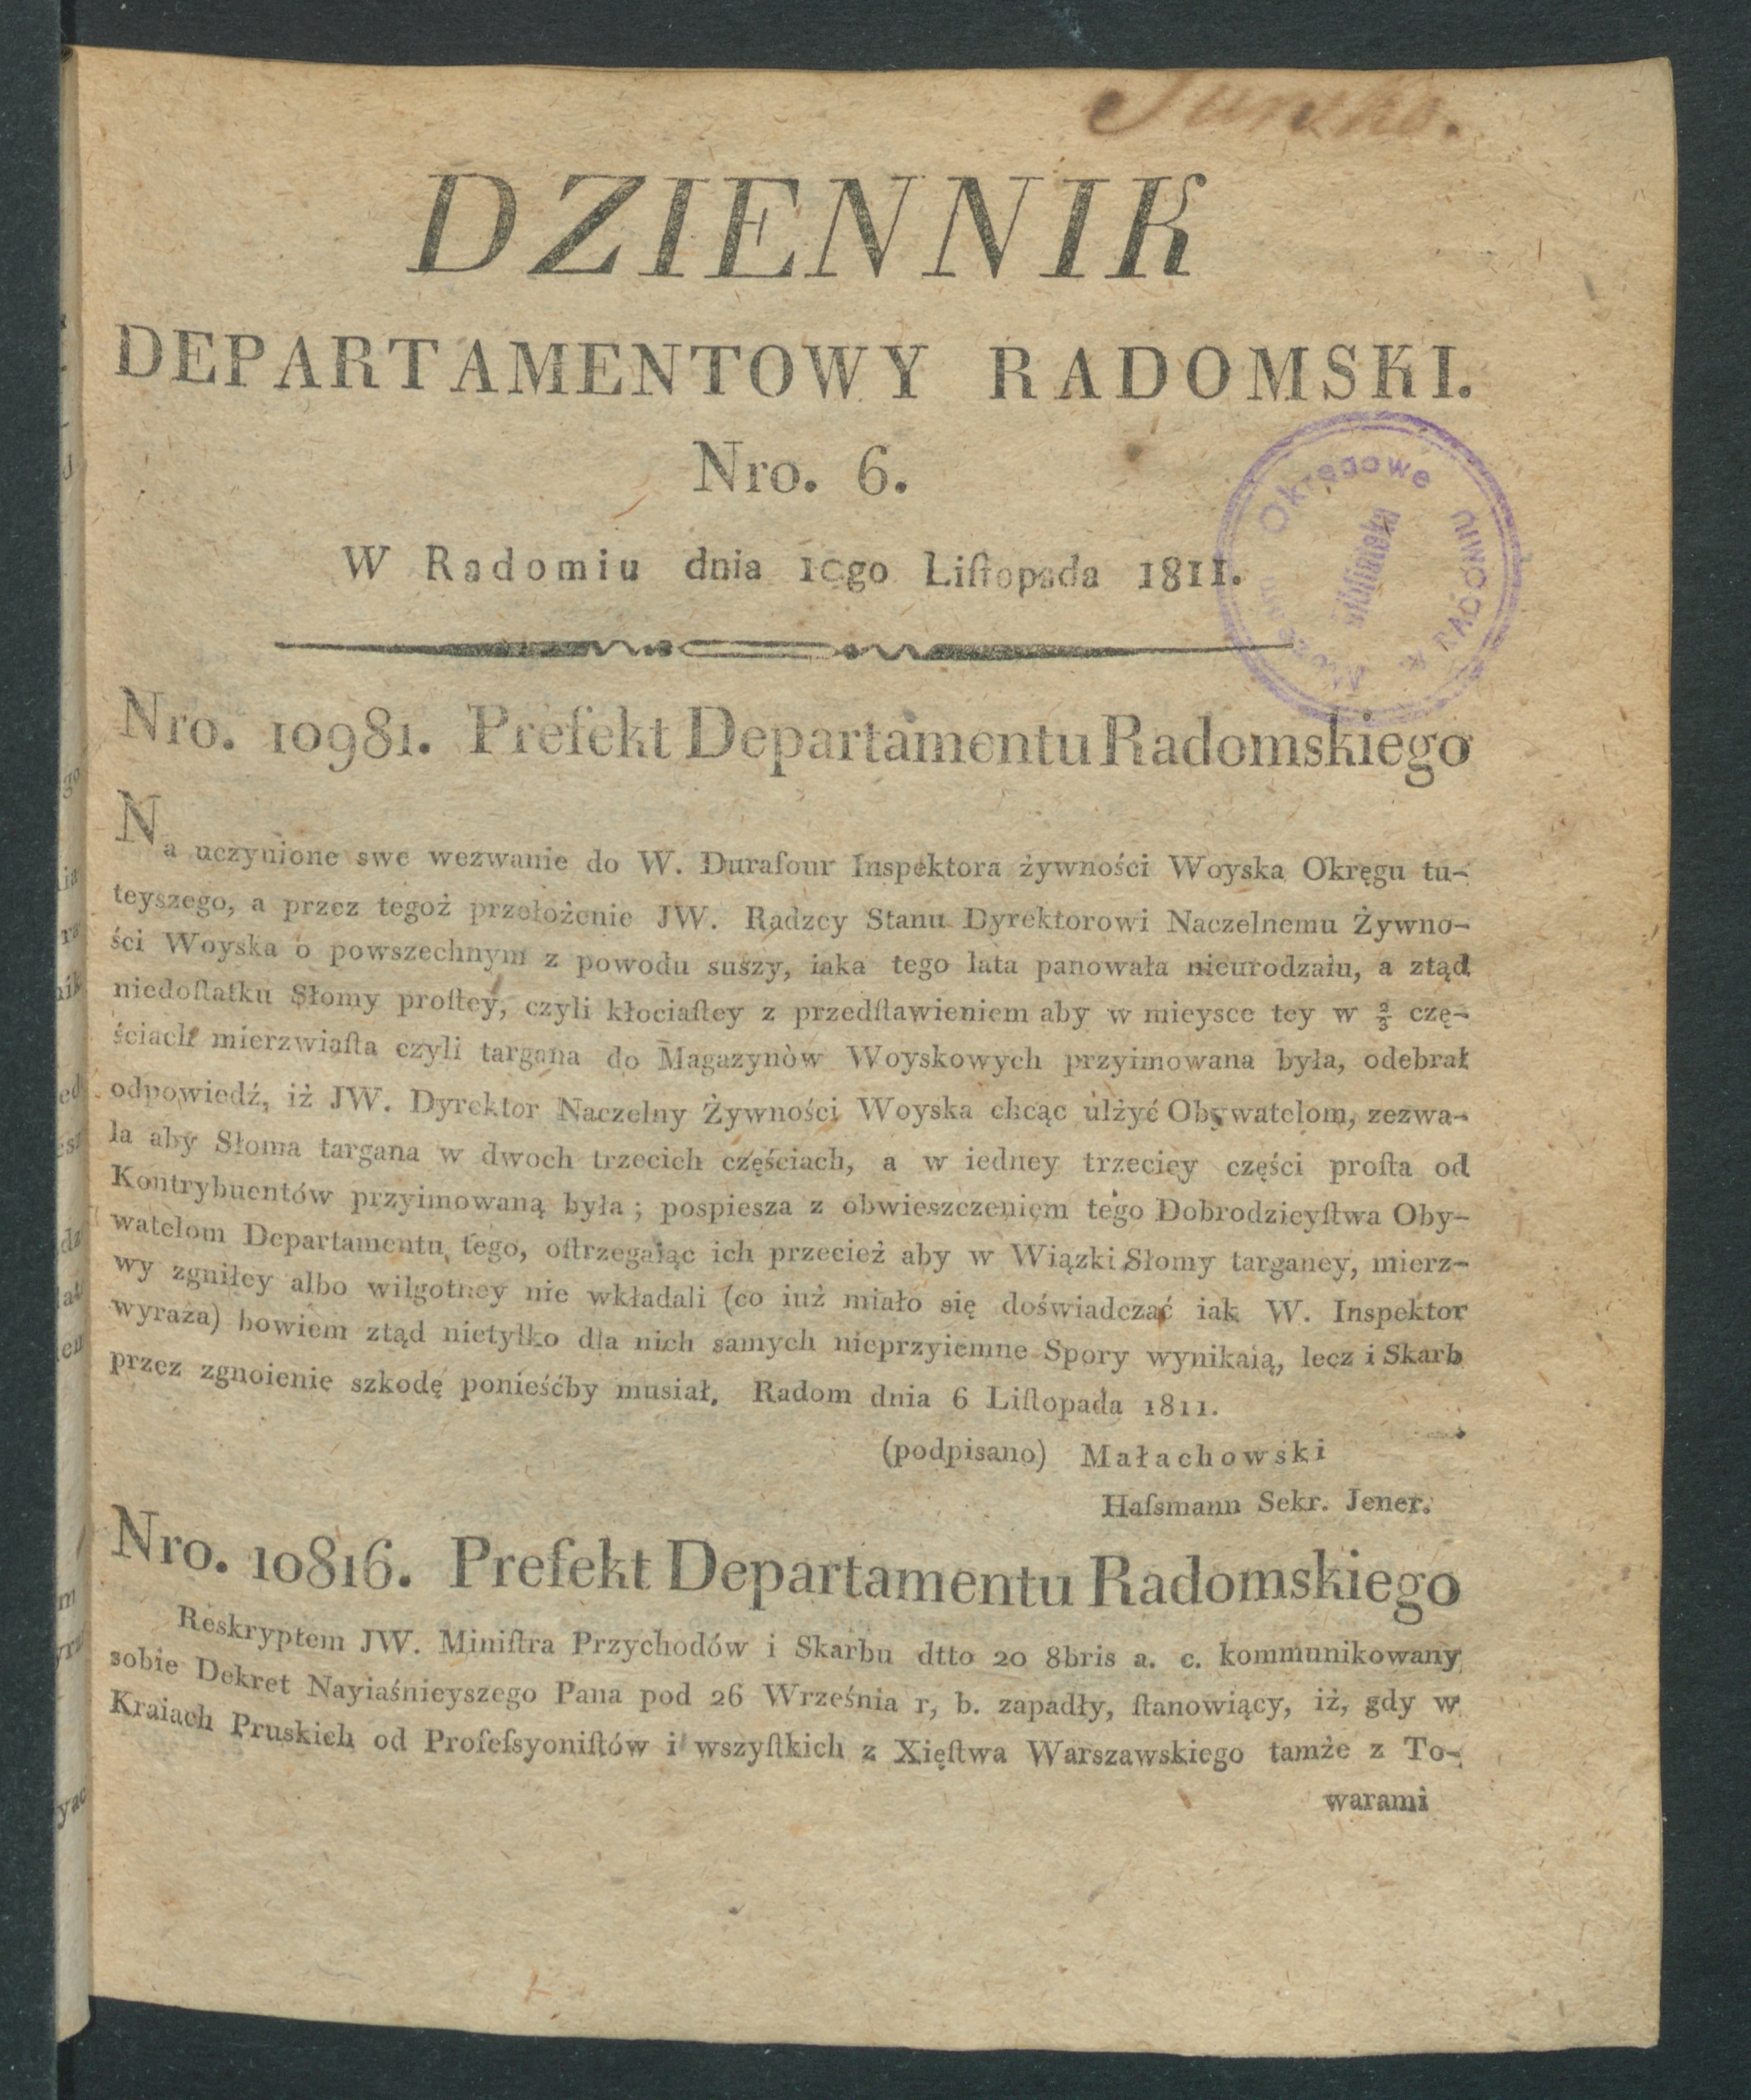 DZIENNIK
DEPARTAMENTOWY RADOMSKI.
Nro. 6.
W Radomiu dnia 10go Liſtopada 1811.
Okręgowe
w RADOMIU
Nro. 10981. Prefekt Departamentu Radomskiego
Na uczynione swe wezwanie do W. Durafour Inspektora żywności Woyska Okręgu tu-
teyszego, a przez tegoż przełożenie JW. Radzcy Stanu Dyrektorowi Naczelnemu Żywno-
ści Woyska o powszechnym z powodu suszy, iaka tego lata panowała nieurodzaiu, a ztąd
niedoſtatku Słomy proſtey, czyli kłociaſtey z przedſtawieniem aby w mieysce tey w ⅔ czę-
ściach mierzwiaſta czyli targana do Magazynòw Woyskowych przyimowana była, odebrał
odpowiedź, iż JW. Dyrektor Naczelny Żywności Woyska chcąc ulżyć Obywatelom, zezwa-
la aby Słoma targana w dwoch trzecich częściach, a w iedney trzeciey części proſta od
Kontrybuentów przyimowaną była; pospiesza z obwieszczeniem tego Dobrodzieyſtwa Oby-
watelom Departamentu tego, oſtrzegaiąc ich przecież aby w Wiązki Słomy targaney, mierz-
wy zgniłey albo wilgotney nie wkładali (co iuż miało się doświadczać iak W. Inspektor
wyraża) bowiem ztąd nietylko dla nich samych nieprzyiemne Spory wynikaią, lecz i Skarb
przez zgnoienie szkodę ponieśćby musiał. Radom dnia 6 Liſtopada 1811.
(podpisano) Małachowski
Haſsmann Sekr. Jener.
Nro. 10816. Prefekt Departamentu Radomskiego
Reskryptem JW. Miniſtra Przychodów i Skarbu dtto 20 8bris a. c. kommunikowany
sobie Dekret Nayiaśnieyszego Pana pod 26 Września r, b. zapadły, ſtanowiący, iż, gdy w
Kraiach Pruskich od Profeſsyoniſtów i wszyſtkich z Xięſtwa Warszawskiego tamże z To-
warami